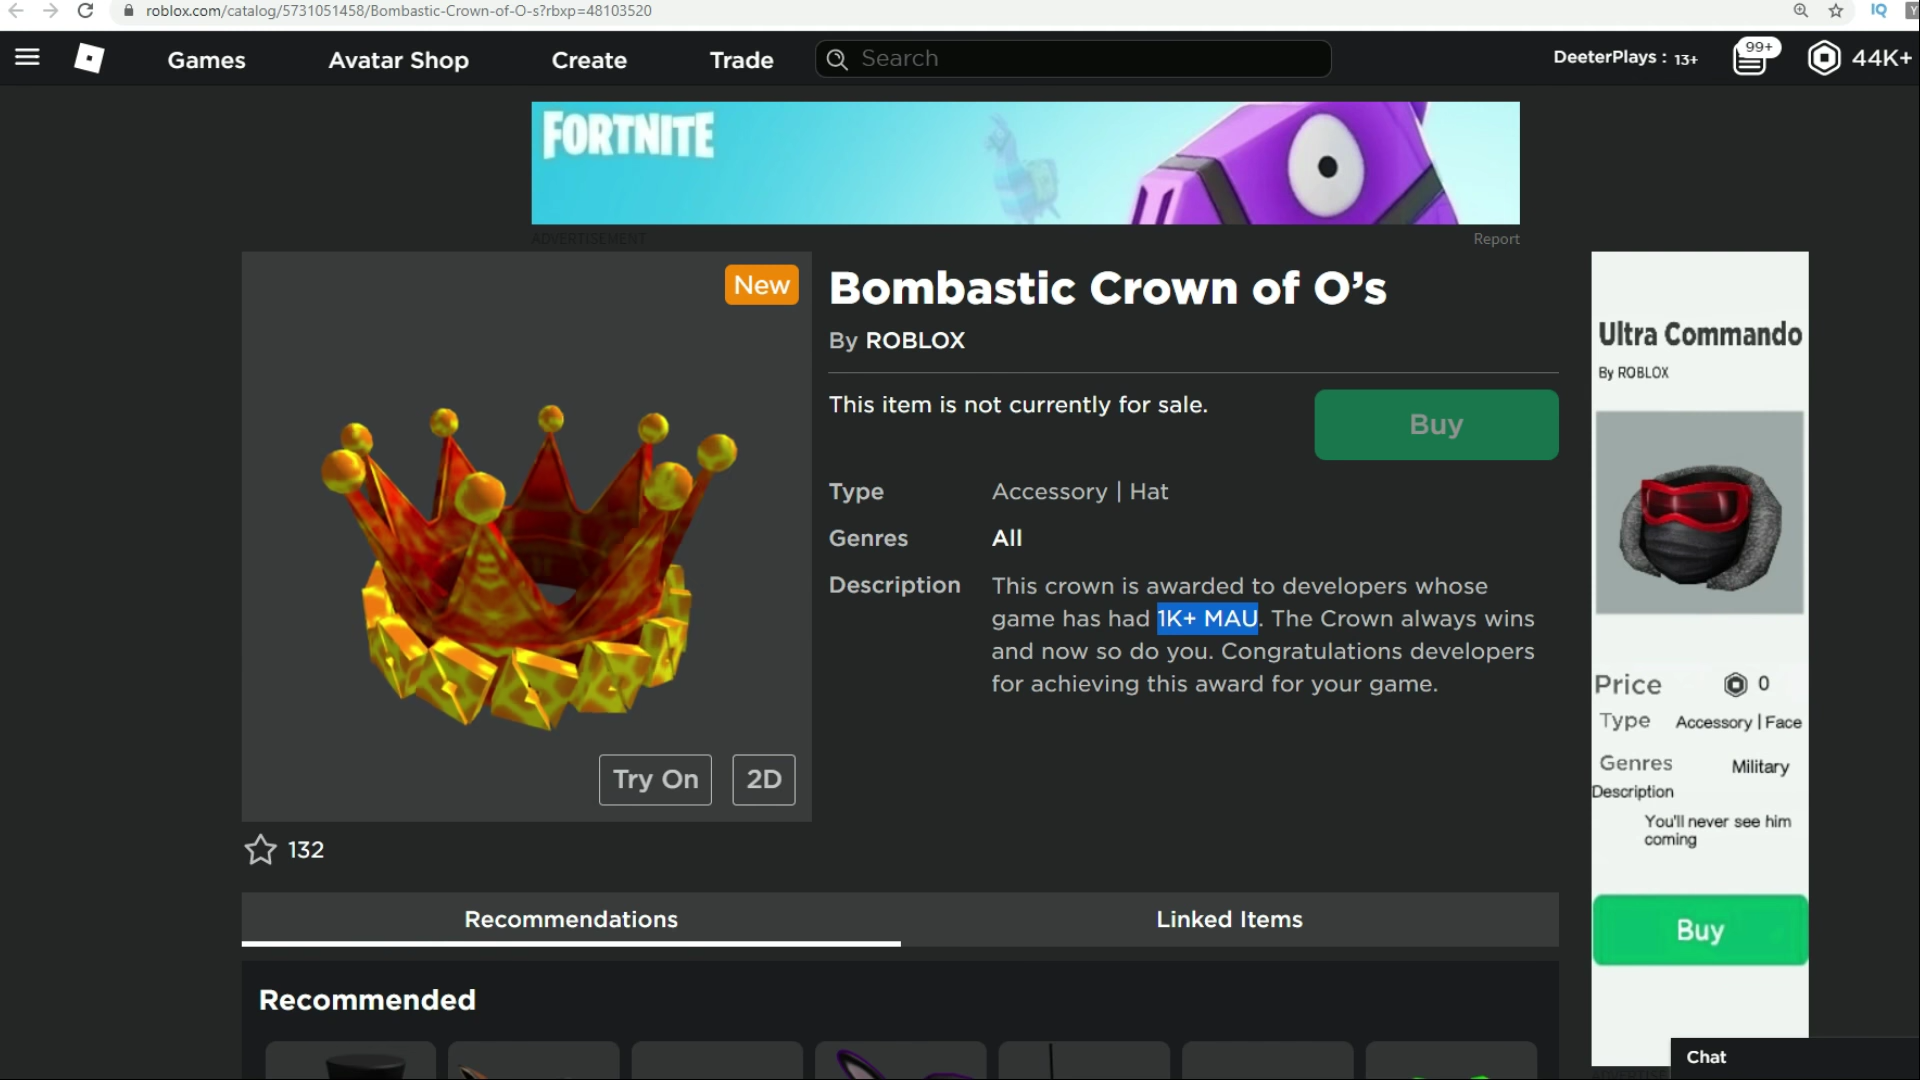 roblox.com/catalog/5731051458/Bombastic-Crown-of-O-s?rbxp=48103520
IQ
Y
Games
Avatar Shop
Create
Trade
Search
DeeterPlays : 13+
99+
44K+
FORTNITE
ADVERTISEMENT
Report
New
Bombastic Crown of O’s
By ROBLOX
This item is not currently for sale.
Buy
Type
Accessory | Hat
Genres
All
Description
This crown is awarded to developers whose
game has had 1K+ MAU. The Crown always wins
and now so do you. Congratulations developers
for achieving this award for your game.
Try On
2D
132
Recommendations
Linked Items
Recommended
Ultra Commando
By ROBLOX
Price
0
Type
Accessory | Face
Genres
Military
Description
You'll never see him
coming
Buy
Chat